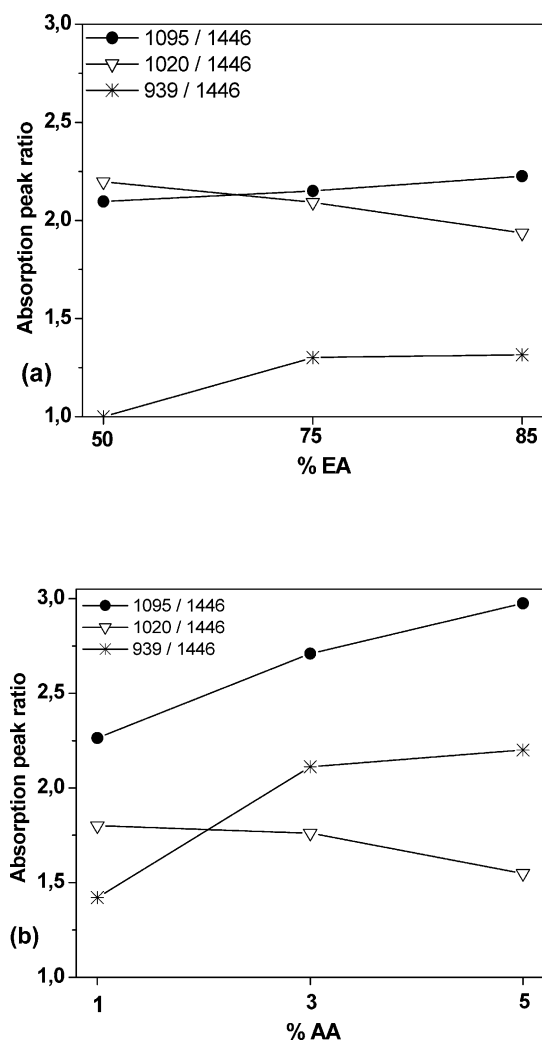 3,0
1095 / 1446
1020 / 1446
939 / 1446
2,5
2,0
1,5
1,0
Absorption peak ratio
(a)
50 75 85
% EA
3,0
1095 / 1446
1020 / 1446
939 / 1446
2,5
2,0
1,5
1,0
Absorption peak ratio
(b)
1 3 5
% AA